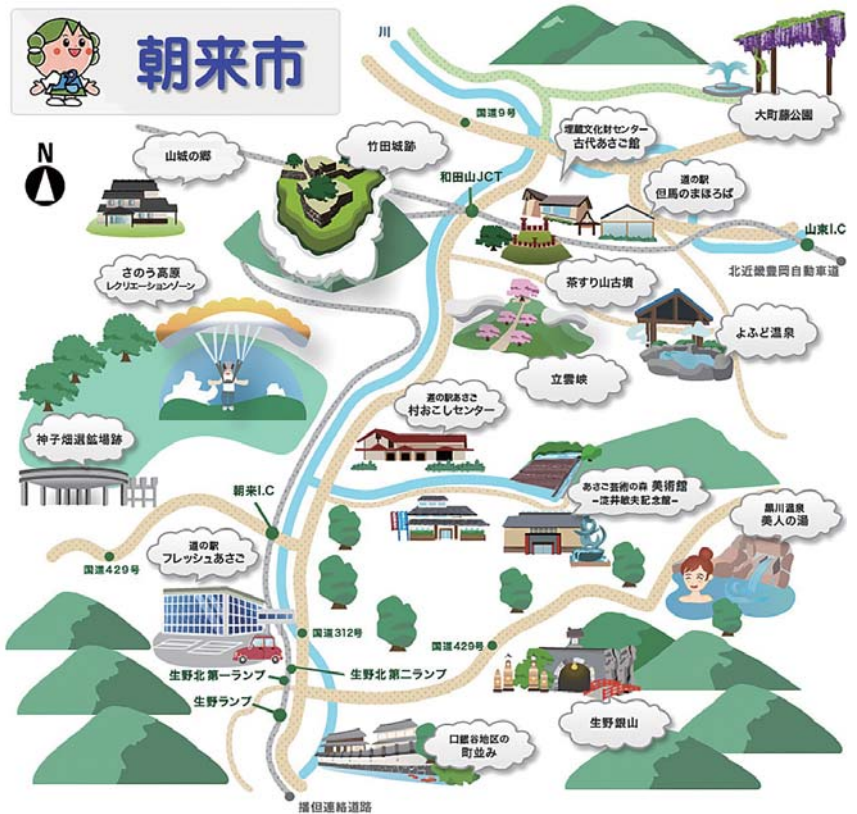 朝来市
川
N
国道9号
大町藤公園
埋蔵文化財センター
古代あさご館
山城の郷
竹田城跡
和田山JCT
道の駅
但馬のまほろば
山東I.C
北近畿豊岡自動車道
さのう高原
レクリエーションゾーン
茶すり山古墳
よふど温泉
立雲峡
道の駅あさご
村おこしセンター
神子畑選鉱場跡
朝来I.C
あさご芸術の森 美術館
-淀井敏夫記念館-
黒川温泉
美人の湯
道の駅
フレッシュあさご
国道429号
国道312号
国道429号
生野北第一ランプ
生野北 第二ランプ
生野ランプ
生野銀山
口銀谷地区の
町並み
播但連絡道路